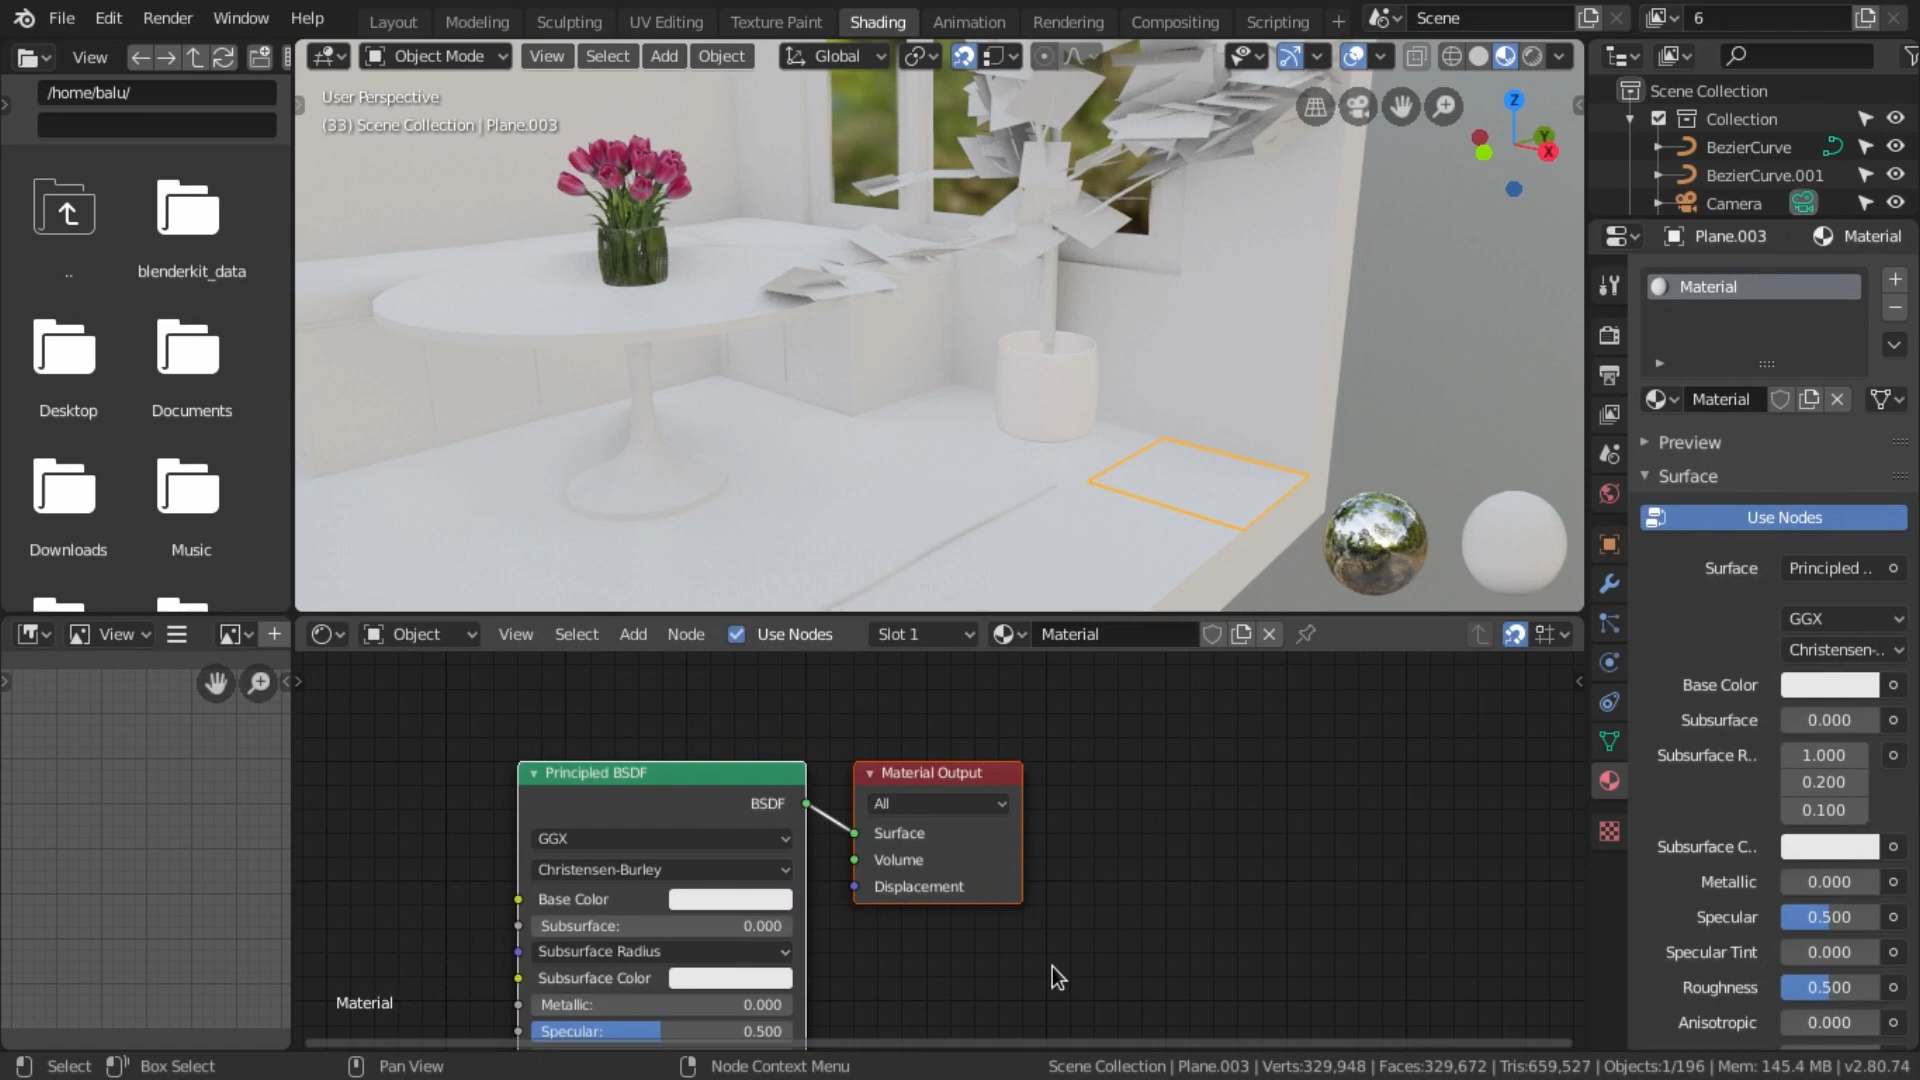 File Edit Render Window Help Layout Modeling Sculpting UV Editing Texture Paint Shading Animation Rendering Compositing Scripting + Scene 6
View Object Mode View Select Add Object Global
/home/balu/
User Perspective
(33) Scene Collection | Plane.003
Z
Y
X
.. blenderkit_data
Desktop Documents
Downloads Music
Scene Collection
Collection
BezierCurve
BezierCurve.001
Camera
Plane.003 Material
Material
Material
Preview
Surface
Use Nodes
Surface Principled ..
GGX
Christensen-..
Base Color
Subsurface 0.000
Subsurface R.. 1.000
0.200
0.100
Subsurface C..
Metallic 0.000
Specular 0.500
Specular Tint 0.000
Roughness 0.500
Anisotropic 0.000
View Object View Select Add Node Use Nodes Slot 1 Material
Principled BSDF
BSDF
GGX
Christensen-Burley
Base Color
Subsurface: 0.000
Subsurface Radius
Subsurface Color
Metallic: 0.000
Specular: 0.500
Material Output
All
Surface
Volume
Displacement
Material
Select Box Select Pan View Node Context Menu Scene Collection | Plane.003 | Verts:329,948 | Faces:329,672 | Tris:659,527 | Objects:1/196 | Mem: 145.4 MB | v2.80.74